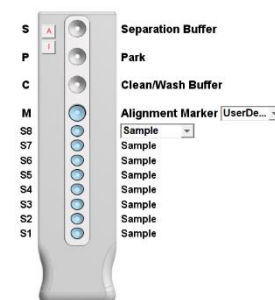 S A Separation Buffer
I
P Park
C Clean/Wash Buffer
M Alignment Marker UserDe...
S8 Sample
S7 Sample
S6 Sample
S5 Sample
S4 Sample
S3 Sample
S2 Sample
S1 Sample